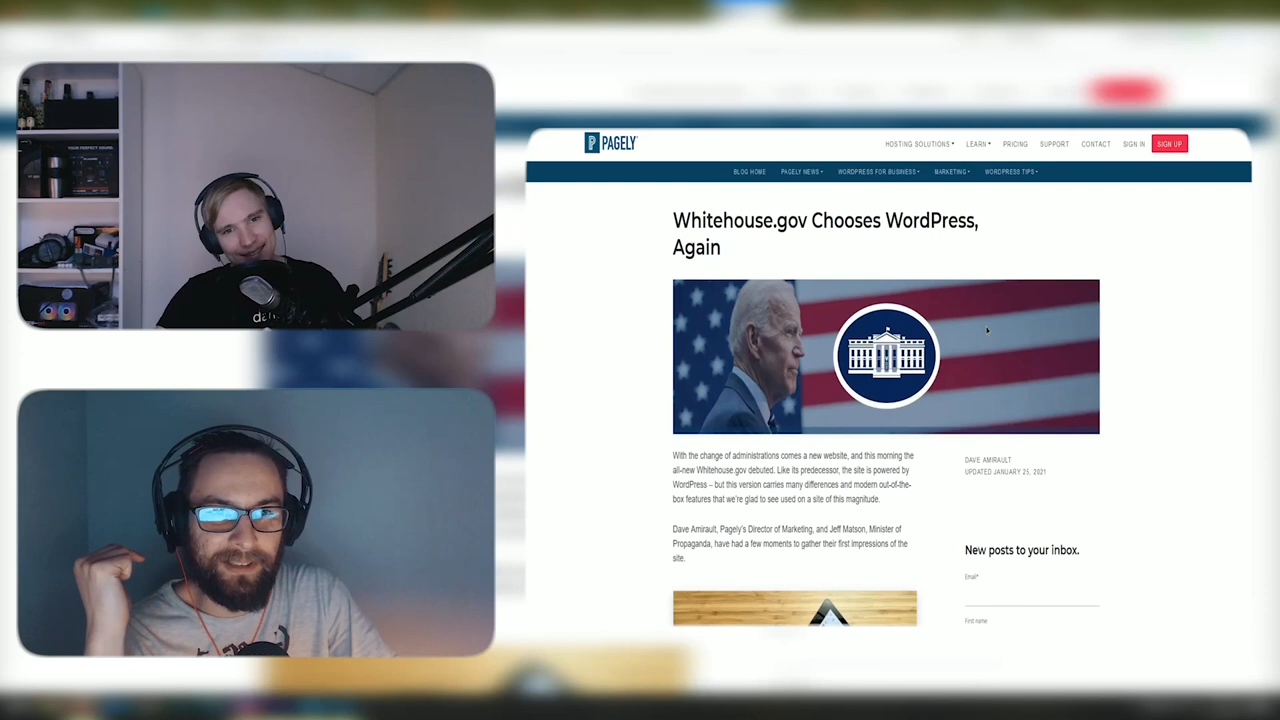 PAGELY
HOSTING SOLUTIONS
LEARN
PRICING
SUPPORT
CONTACT
SIGN IN
SIGN UP
BLOG HOME
PAGELY NEWS
WORDPRESS FOR BUSINESS
MARKETING
WORDPRESS TIPS
Whitehouse.gov Chooses WordPress,
Again
With the change of administrations comes a new website, and this morning the
all-new Whitehouse.gov debuted. Like its predecessor, the site is powered by
WordPress – but this version carries many differences and modern out-of-the-
box features that we're glad to see used on a site of this magnitude.
Dave Amirault, Pagely's Director of Marketing, and Jeff Matson, Minister of
Propaganda, have had a few moments to gather their first impressions of the
site.
DAVE AMIRAULT
UPDATED JANUARY 25, 2021
New posts to your inbox.
Email*
First name